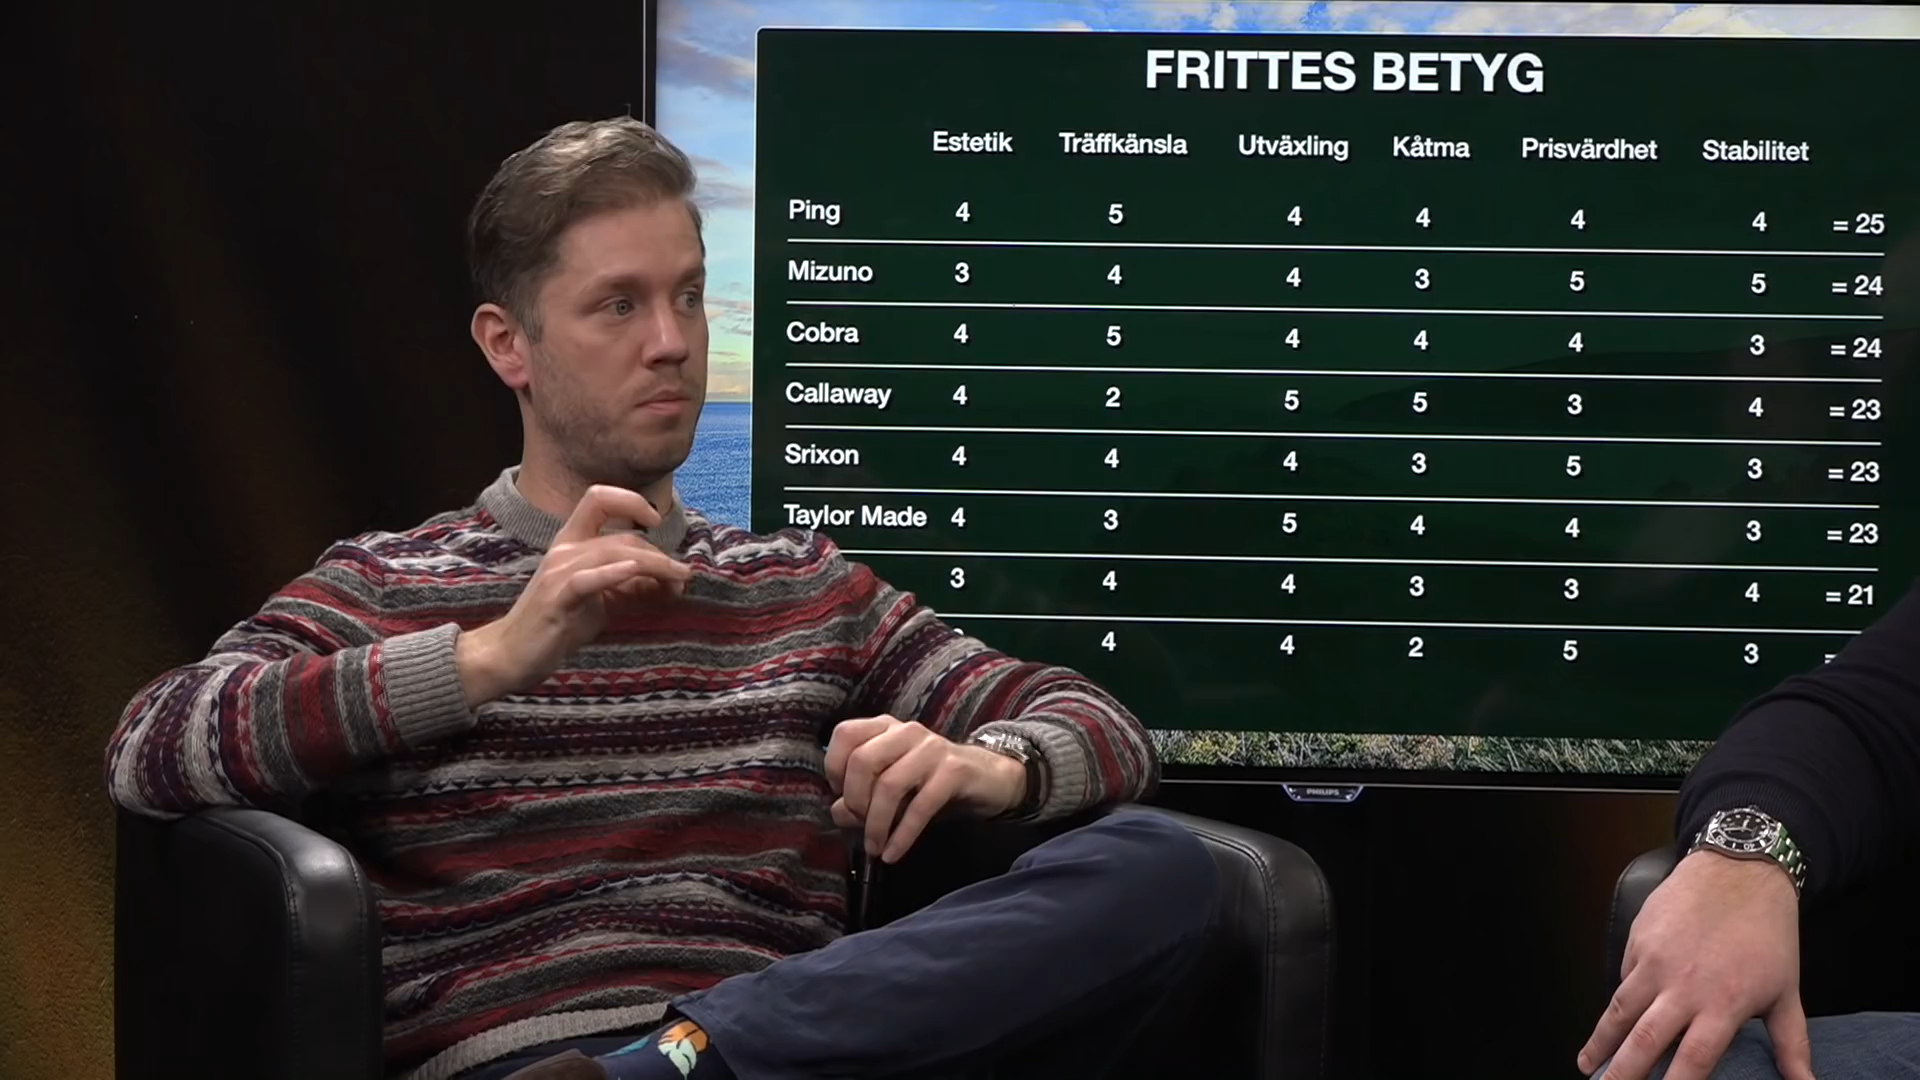 FRITTES BETYG
Estetik Träffkänsla Utväxling Kåtma Prisvärdhet Stabilitet
Ping 4 5 4 4 4 4 = 25
Mizuno 3 4 4 3 5 5 = 24
Cobra 4 5 4 4 4 3 = 24
Callaway 4 2 5 5 3 4 = 23
Srixon 4 4 4 3 5 3 = 23
Taylor Made 4 3 5 4 4 3 = 23
3 4 4 3 3 4 = 21
4 4 2 5 3 =
PHILIPS